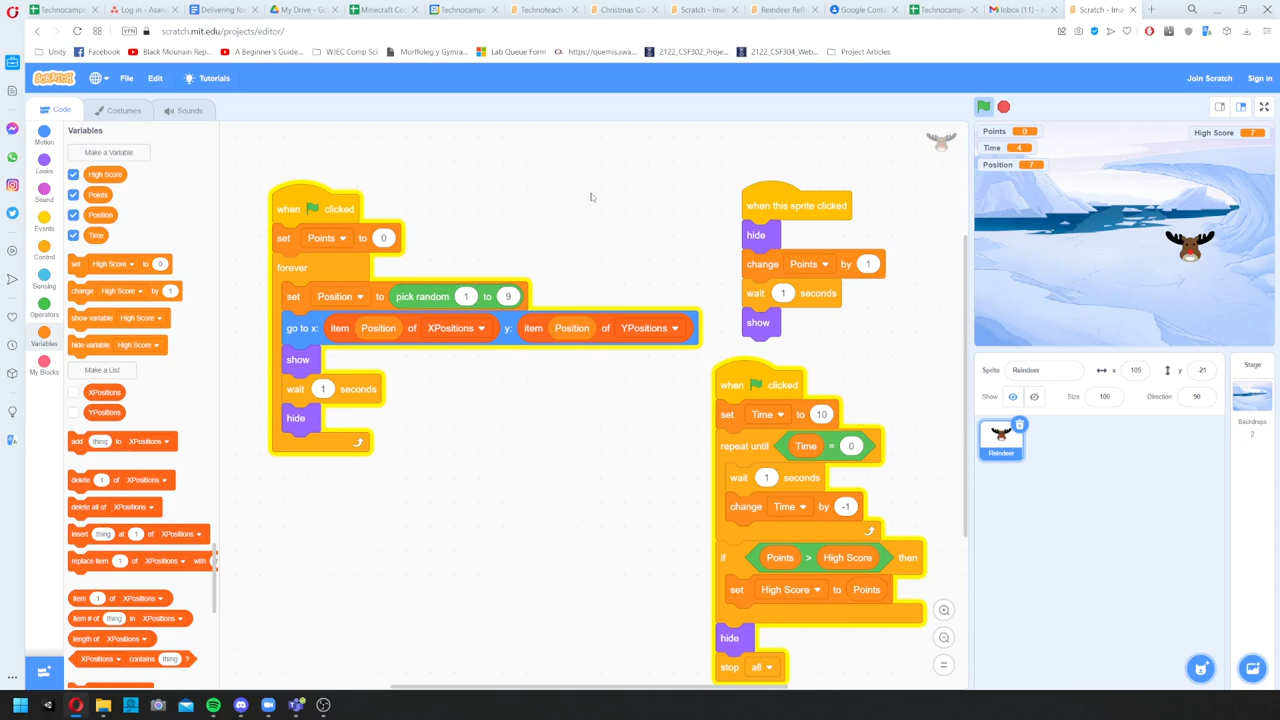 Technocamp
Log in - Asan
Delivering for
My Drive - Go
Minecraft Co
Technocamp
Technoteach
Christmas Co
Scratch - Ima
Reindeer Refl
Google Conta
Technocamp
Inbox (11) - r
Scratch - Imag
VPN
scratch.mit.edu/projects/editor/
Unity
Facebook
Black Mounain Rep...
A Beginner's Guide...
WJEC Comp Sci
Morffoleg y Gymra...
Lab Queue Form
https://quemis.swa...
2122_CSF302_Proje...
2122_CSF304_Web...
Project Articles
SCRATCH
File
Edit
Tutorials
Join Scratch
Sign in
Code
Costumes
Sounds
Motion
Looks
Sound
Events
Control
Sensing
Operators
Variables
My Blocks
Variables
Make a Variable
High Score
Points
Position
Time
set High Score to 0
change High Score by 1
show variable High Score
hide variable High Score
Make a List
XPositions
YPositions
add thing to XPositions
delete 1 of XPositions
delete all of XPositions
insert thing at 1 of XPositions
replace item 1 of XPositions with
item 1 of XPositions
item # of thing in XPositions
length of XPositions
XPositions contains thing ?
when clicked
set Points to 0
forever
set Position to pick random 1 to 9
go to x: item Position of XPositions y: item Position of YPositions
show
wait 1 seconds
hide
when this sprite clicked
hide
change Points by 1
wait 1 seconds
show
when clicked
set Time to 10
repeat until Time = 0
wait 1 seconds
change Time by -1
if Points > High Score then
set High Score to Points
hide
stop all
Points 0
Time 4
Position 7
High Score 7
Sprite
Reindeer
x 105
y -21
Show
Size 100
Direction 90
Reindeer
Stage
Backdrops
2